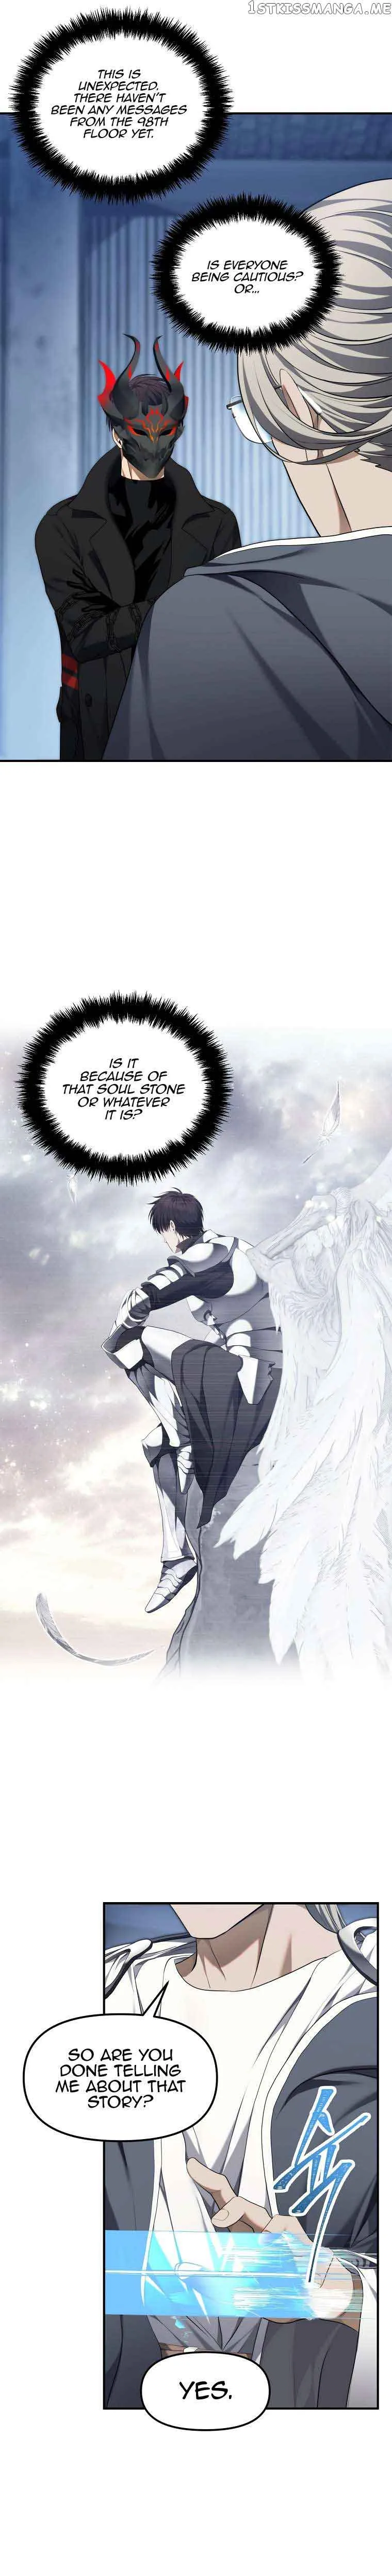 1STKISSMANGA.ME
THIS IS
UNEXPECTED.
THERE HAVEN'T
BEEN ANY MESSAGES
FROM THE 98TH
FLOOR YET.
IS EVERYONE
BEING CAUTIOUS?
OR...
IS IT
BECAUSE OF
THAT SOUL STONE
OR WHATEVER
IT IS?
SO ARE YOU
DONE TELLING
ME ABOUT THAT
STORY?
스윽
YES.